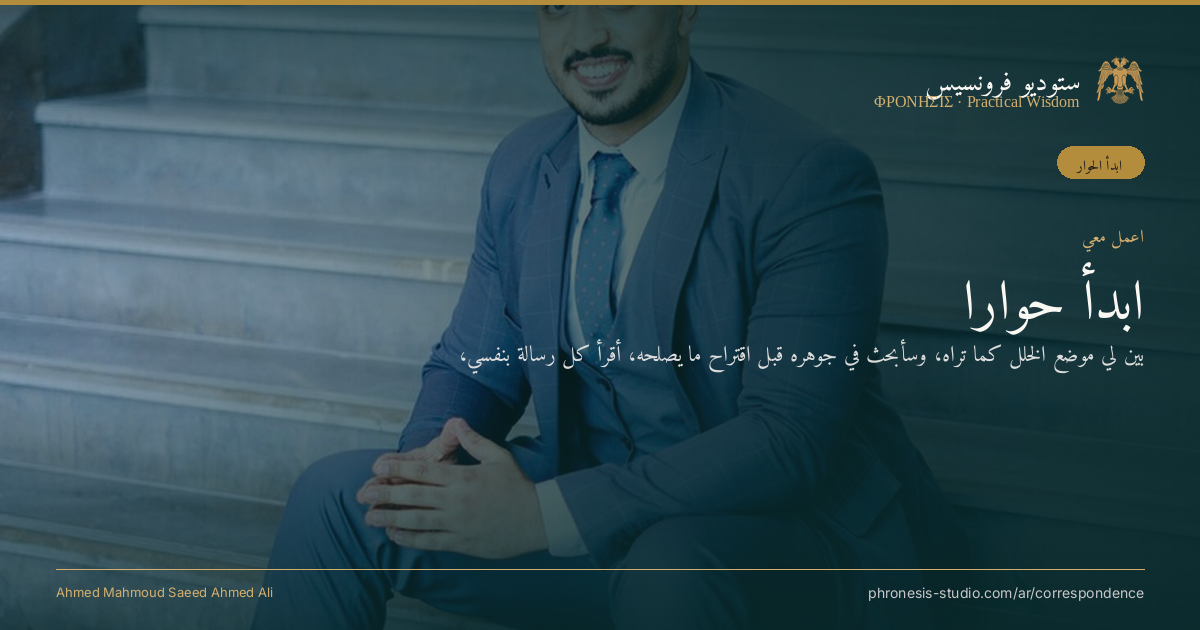 ستوديو فرونسيس
ΦΡΟΝΗΣΙΣ · Practical Wisdom
ابدأ الحوار
اعمل معي
ابدأ حوارا
بين لي موضع الخلل كما تراه، وسأبحث في جوهره قبل اقتراح ما يصلحه، أقرأ كل رسالة بنفسي،
Ahmed Mahmoud Saeed Ahmed Ali
phronesis-studio.com/ar/correspondence